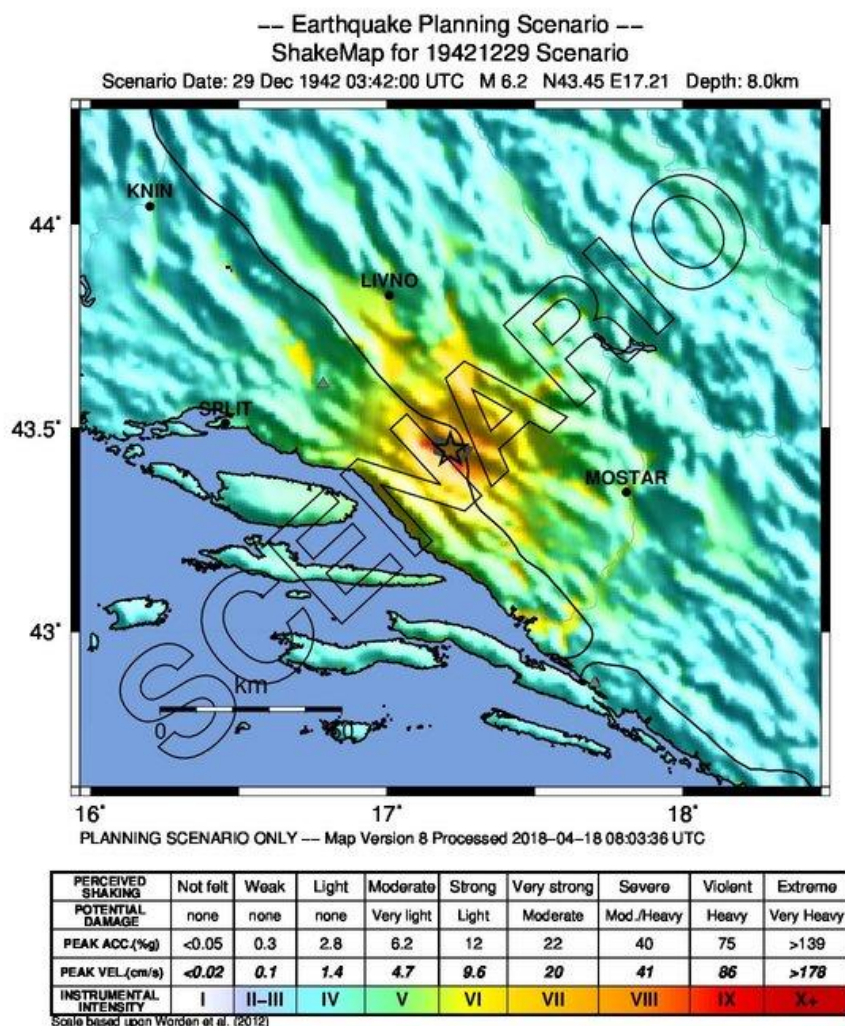 -- Earthquake Planning Scenario --
ShakeMap for 19421229 Scenario
Scenario Date: 29 Dec 1942 03:42:00 UTC M 6.2 N43.45 E17.21 Depth: 8.0km
KNIN
44°
LIVNO
SPLIT
43.5°
MOSTAR
43°
SCENARIO
km
0
50
16°
17°
18°
PLANNING SCENARIO ONLY -- Map Version 8 Processed 2018-04-18 08:03:36 UTC
PERCEIVED SHAKING Not felt Weak Light Moderate Strong Very strong Severe Violent Extreme
POTENTIAL DAMAGE none none none Very light Light Moderate Mod./Heavy Heavy Very Heavy
PEAK ACC.(%g) <0.05 0.3 2.8 6.2 12 22 40 75 >139
PEAK VEL.(cm/s) <0.02 0.1 1.4 4.7 9.6 20 41 86 >178
INSTRUMENTAL INTENSITY I II-III IV V VI VII VIII IX X+
Scale based upon Worden et al. (2012)